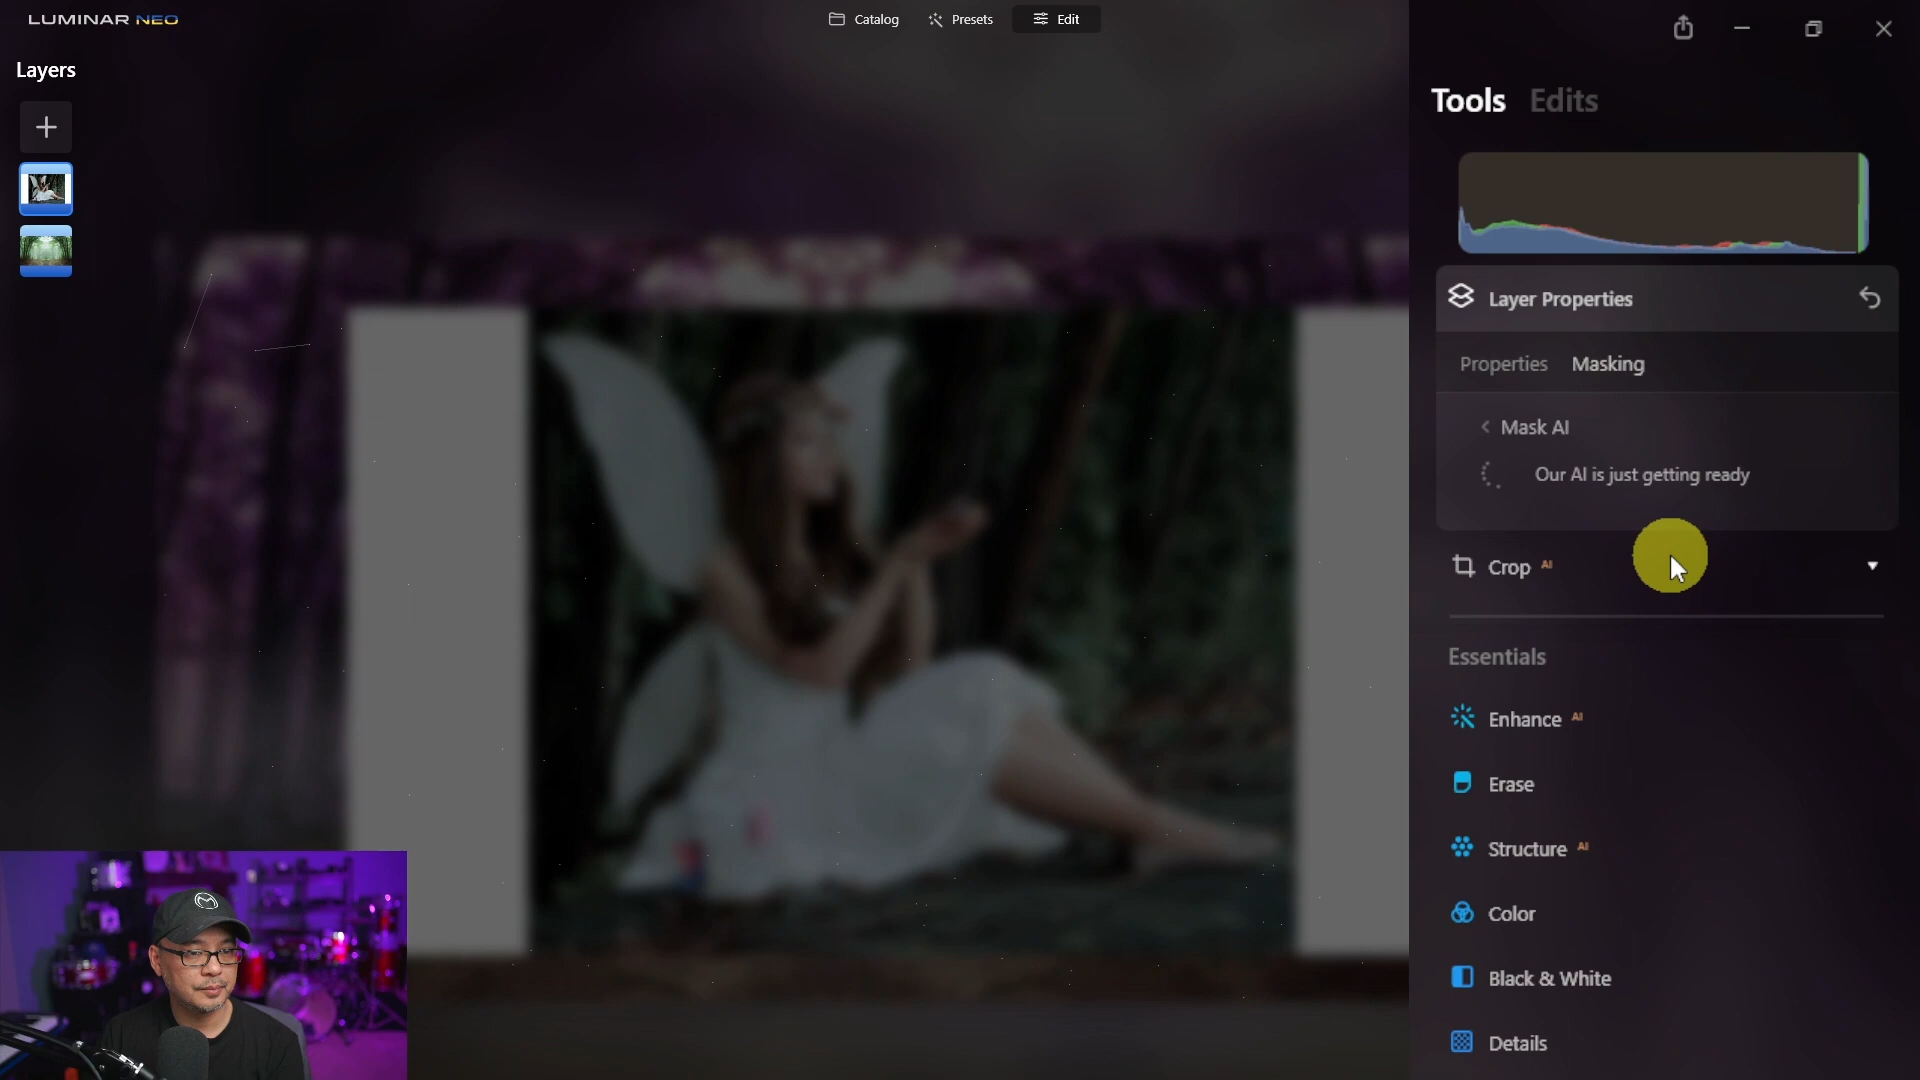 LUMINAR NEO
Catalog
Presets
Edit
Layers
Tools
Edits
Layer Properties
Properties
Masking
Mask AI
Our AI is just getting ready
Crop AI
Essentials
Enhance AI
Erase
Structure AI
Color
Black & White
Details